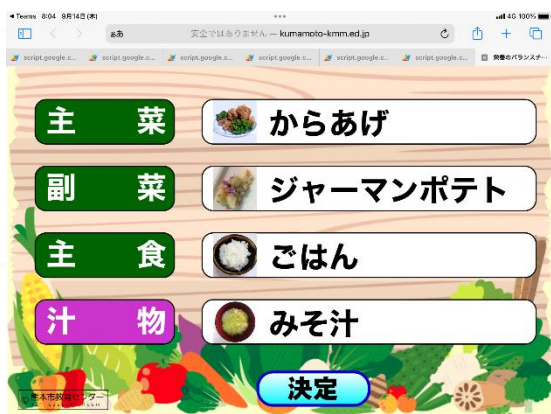 ◀Teams 8:04 9月14日(木) ••• 4G 100%
ぁあ 安全ではありません — kumamoto-kmm.ed.jp
script.google.c... script.google.c... script.google.c... script.google.c... script.google.c... script.google.c... 栄養のバランスチ…
主 菜 からあげ
副 菜 ジャーマンポテト
主 食 ごはん
汁 物 みそ汁
決定
熊本市教育センター